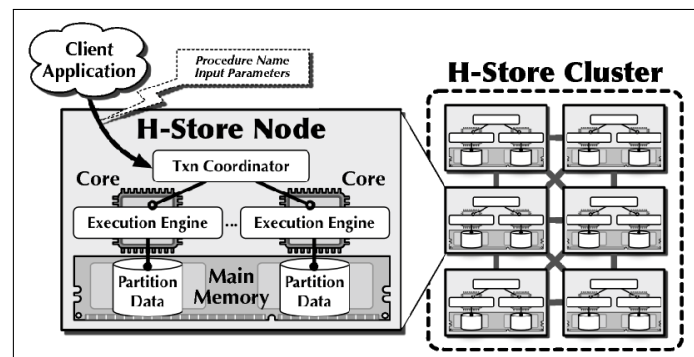 Client
Application
Procedure Name
Input Parameters
H-Store Cluster
H-Store Node
Txn Coordinator
Core
Core
Execution Engine
...
Execution Engine
Partition
Data
Main
Memory
Partition
Data